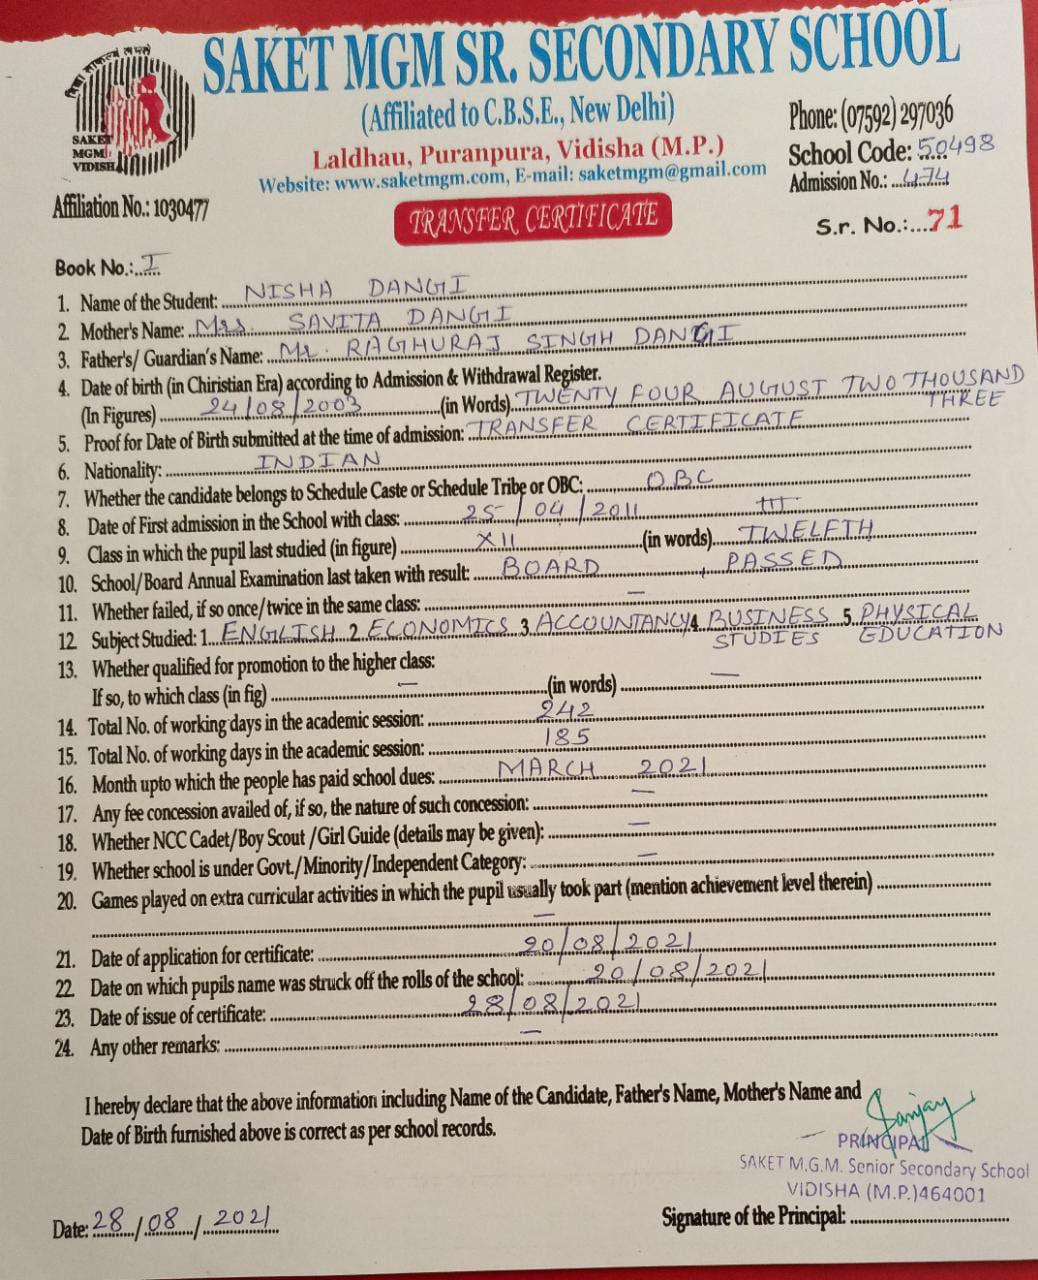 SAKET MGM SR. SECONDARY SCHOOL
(Affiliated to C.B.S.E., New Delhi)
Laldhau, Puranpura, Vidisha (M.P.)
Website: www.saketmgm.com, E-mail: saketmgm@gmail.com
SAKET
MGM
VIDISHA
Phone: (07592) 297036
School Code: 50498
Admission No.: 474
Affiliation No.: 1030477
TRANSFER CERTIFICATE
S.r. No.: 71
Book No.: I
1. Name of the Student: NISHA DANGI
2. Mother's Name: Mrs. SAVITA DANGI
3. Father's/ Guardian's Name: Mr. RAGHURAJ SINGH DANGI
4. Date of birth (in Chiristian Era) according to Admission & Withdrawal Register.
(In Figures) 24/08/2003 (in Words) TWENTY FOUR AUGUST TWO THOUSAND
THREE
5. Proof for Date of Birth submitted at the time of admission: TRANSFER CERTIFICATE
6. Nationality: INDIAN
7. Whether the candidate belongs to Schedule Caste or Schedule Tribe or OBC: OBC
8. Date of First admission in the School with class: 25/04/2011 III
9. Class in which the pupil last studied (in figure) XII (in words) TWELFTH
10. School/Board Annual Examination last taken with result: BOARD, PASSED
11. Whether failed, if so once/twice in the same class: —
12 Subject Studied: 1. ENGLISH 2. ECONOMICS 3. ACCOUNTANCY 4. BUSINESS 5. PHYSICAL
STUDIES EDUCATION
13. Whether qualified for promotion to the higher class:
If so, to which class (in fig) — (in words) —
14. Total No. of working days in the academic session: 242
15. Total No. of working days in the academic session: 185
16. Month upto which the people has paid school dues: MARCH 2021
17. Any fee concession availed of, if so, the nature of such concession: —
18. Whether NCC Cadet/Boy Scout /Girl Guide (details may be given): —
19. Whether school is under Govt./Minority/Independent Category: —
20. Games played on extra curricular activities in which the pupil usually took part (mention achievement level therein)
—
21. Date of application for certificate: 20/08/2021
22. Date on which pupils name was struck off the rolls of the school: 20/08/2021
23. Date of issue of certificate: 28/08/2021
24. Any other remarks: —
I hereby declare that the above information including Name of the Candidate, Father's Name, Mother's Name and
Date of Birth furnished above is correct as per school records.
Sanjay
PRINCIPAL
SAKET M.G.M. Senior Secondary School
VIDISHA (M.P.)464001
Date: 28/08/2021
Signature of the Principal: